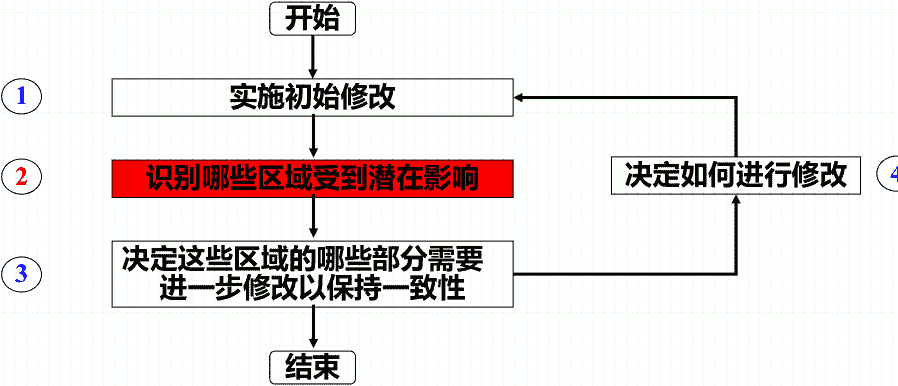 开始
1
实施初始修改
2
识别哪些区域受到潜在影响
决定如何进行修改
4
3
决定这些区域的哪些部分需要
进一步修改以保持一致性
结束